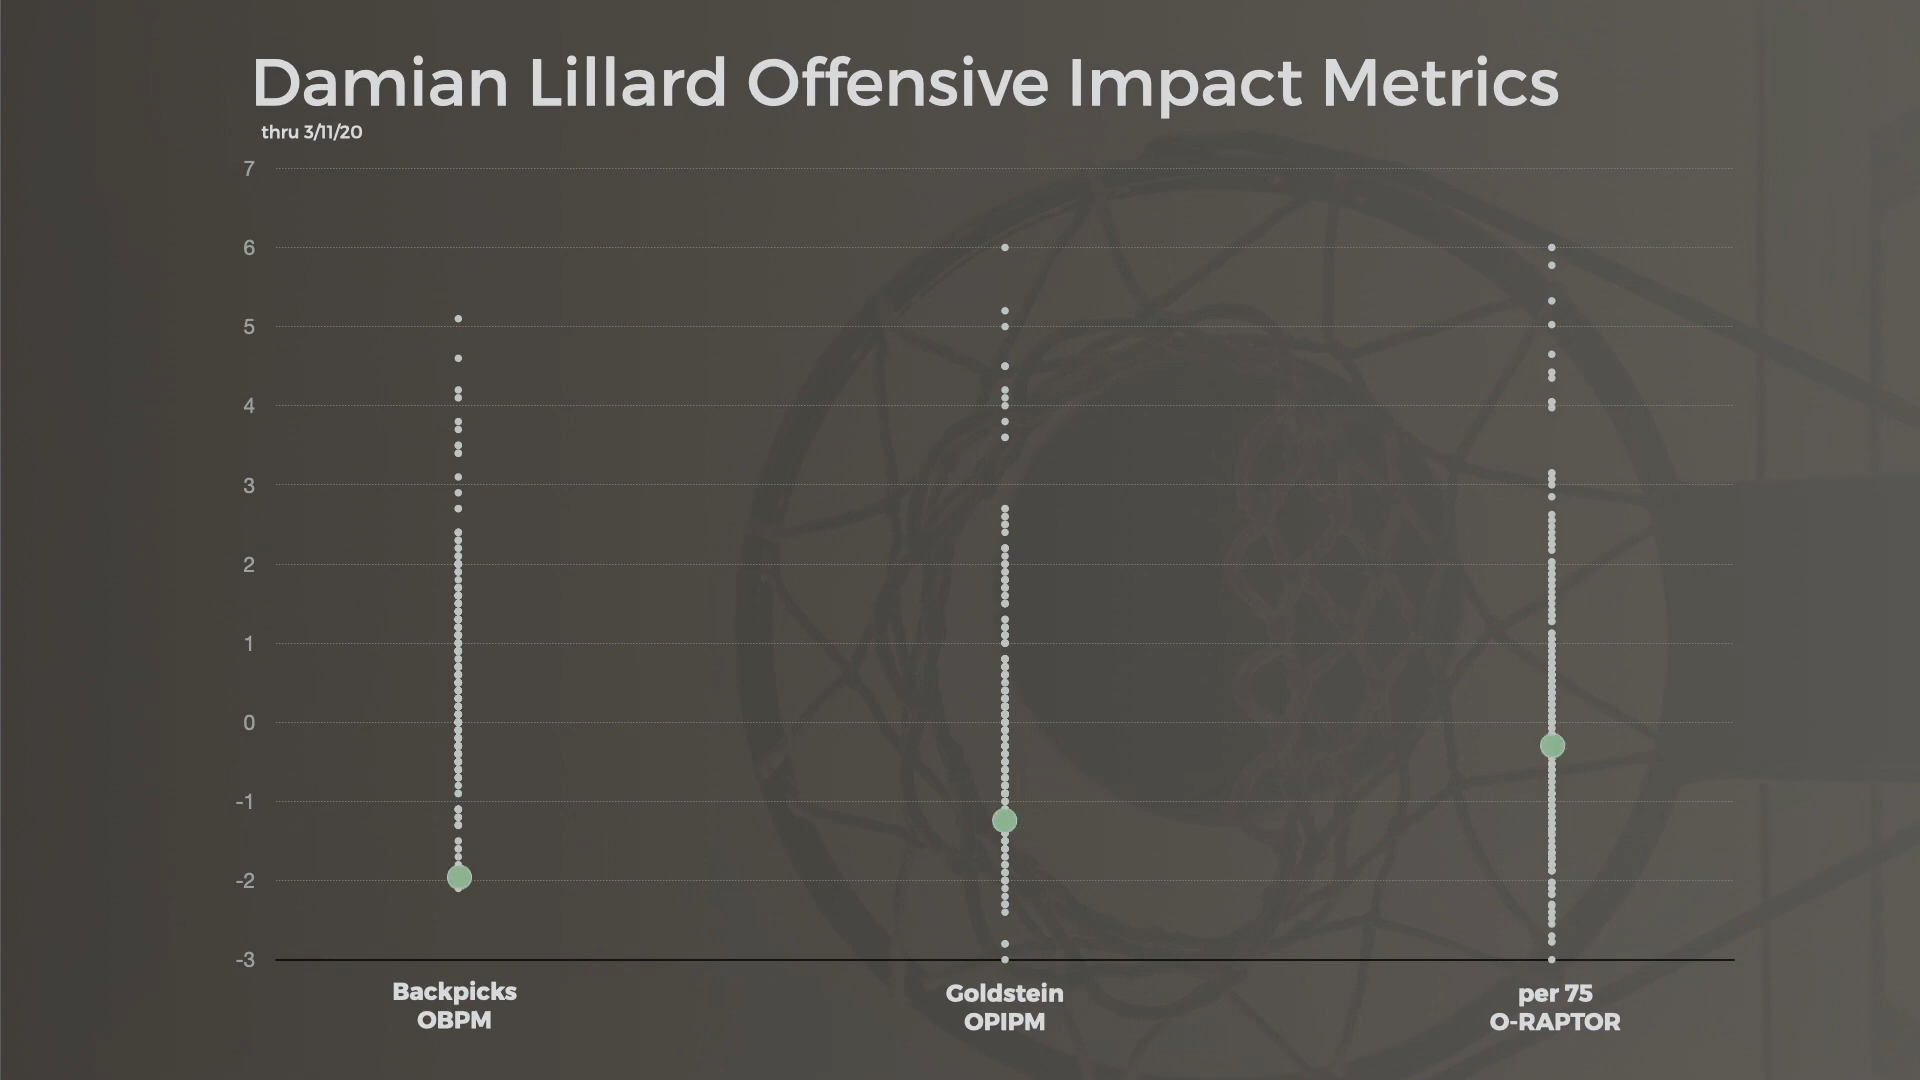 Damian Lillard Offensive Impact Metrics
thru 3/11/20
7
6
5
4
3
2
1
0
-1
-2
-3
Backpicks
OBPM
Goldstein
OPIPM
per 75
O-RAPTOR